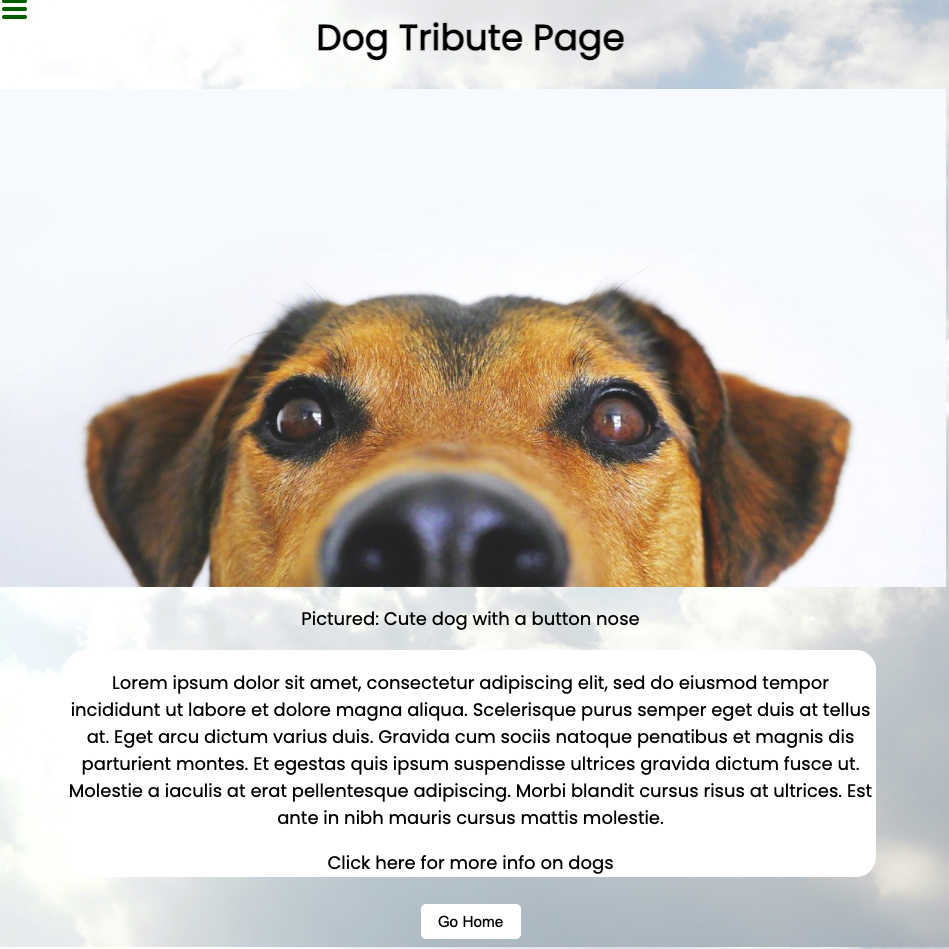 Dog Tribute Page
Pictured: Cute dog with a button nose
Lorem ipsum dolor sit amet, consectetur adipiscing elit, sed do eiusmod tempor
incididunt ut labore et dolore magna aliqua. Scelerisque purus semper eget duis at tellus
at. Eget arcu dictum varius duis. Gravida cum sociis natoque penatibus et magnis dis
parturient montes. Et egestas quis ipsum suspendisse ultrices gravida dictum fusce ut.
Molestie a iaculis at erat pellentesque adipiscing. Morbi blandit cursus risus at ultrices. Est
ante in nibh mauris cursus mattis molestie.
Click here for more info on dogs
Go Home